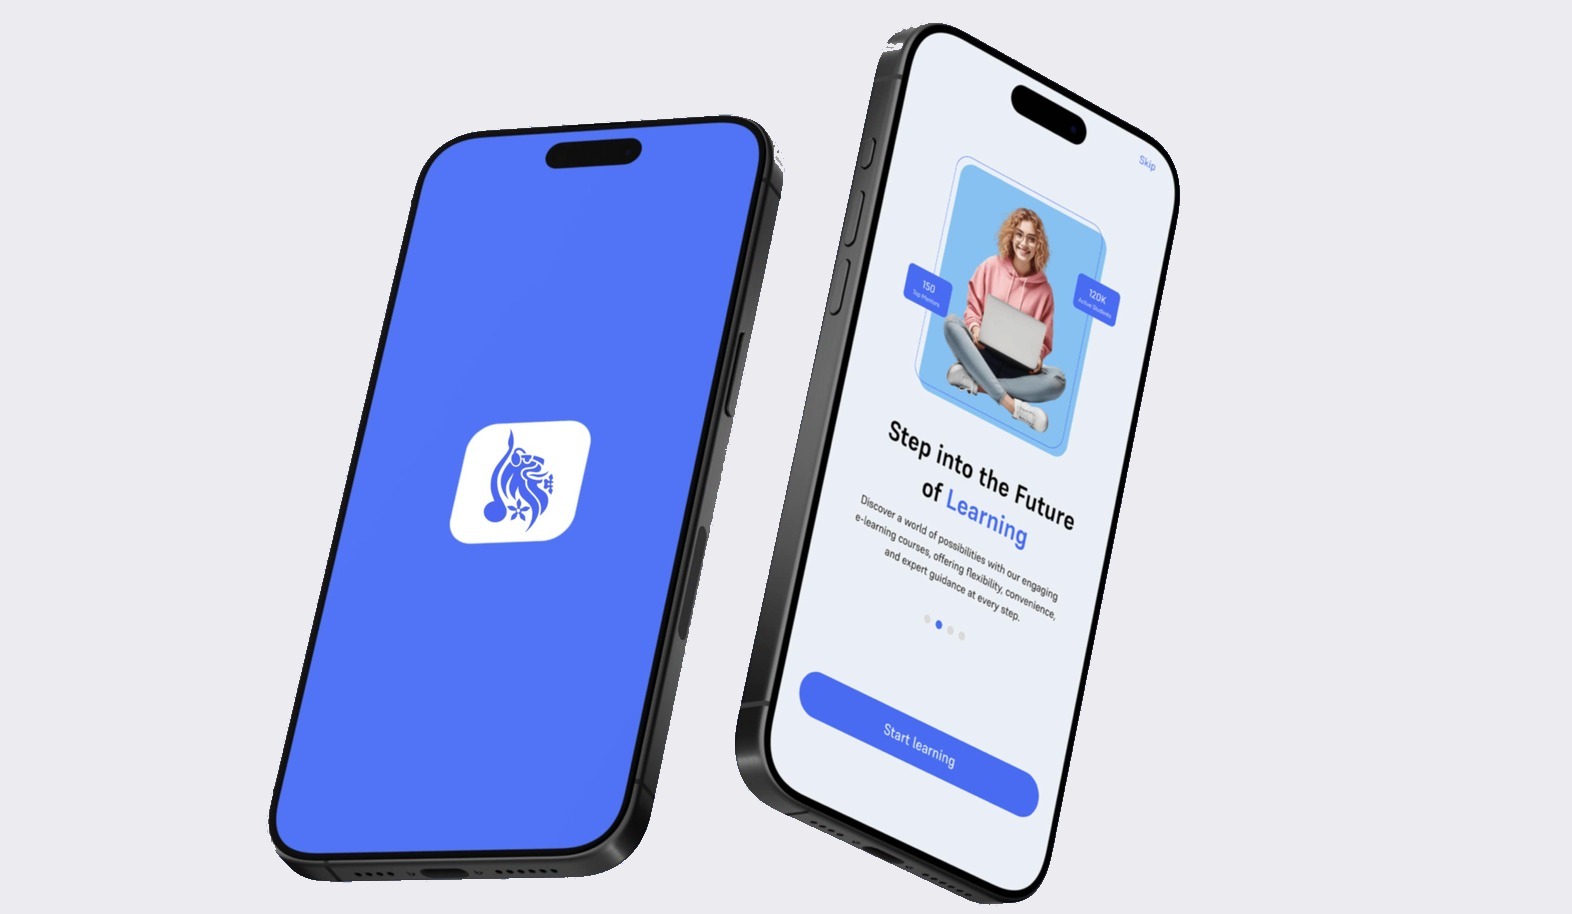 Skip
150
Top Mentors
120K
Active Students
Step into the Future
of Learning
Discover a world of possibilities with our engaging
e-learning courses, offering flexibility, convenience,
and expert guidance at every step.
Start learning